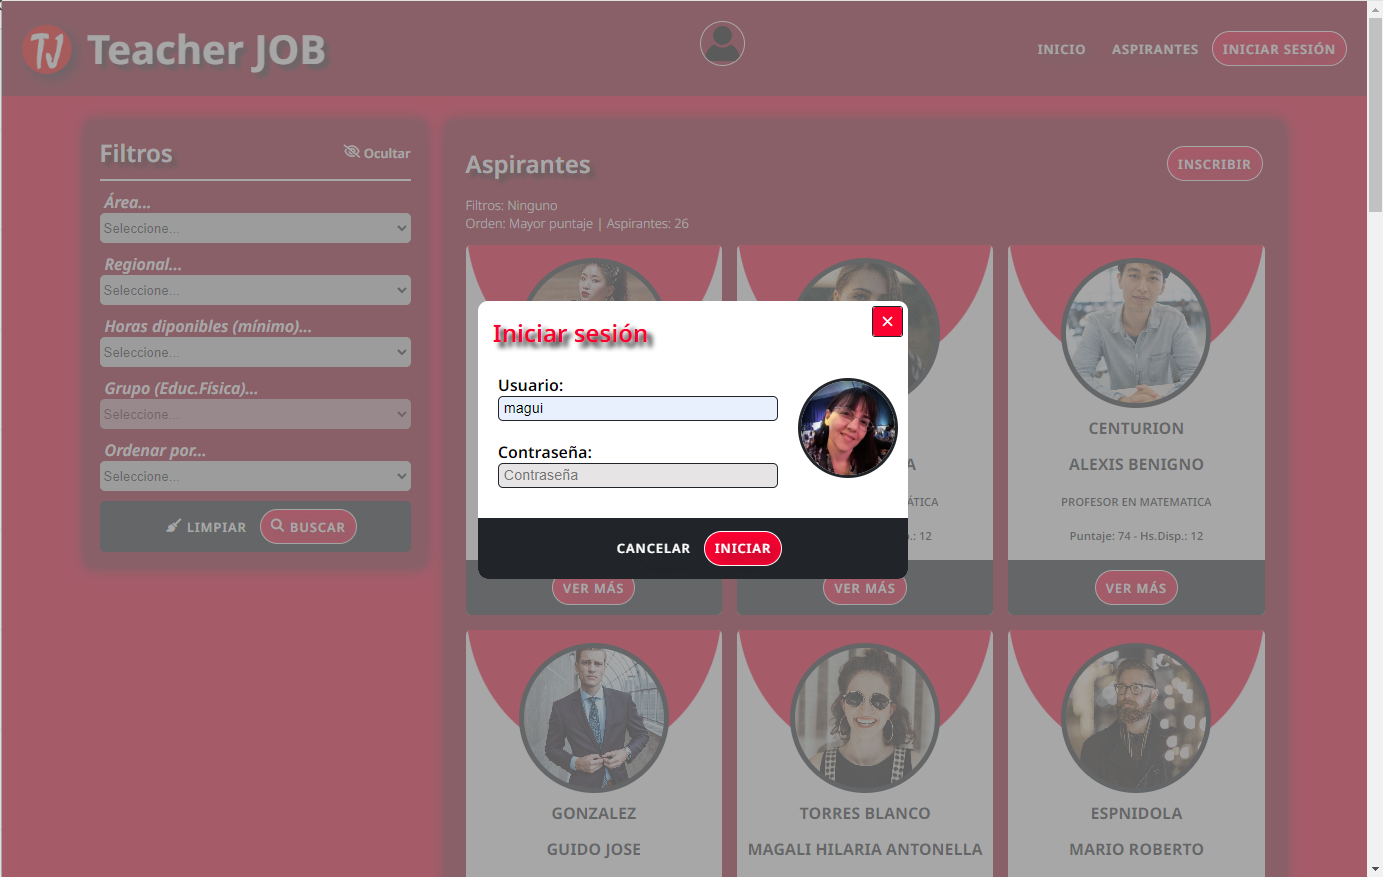 TJ Teacher JOB
INICIO ASPIRANTES INICIAR SESIÓN
Filtros
Ocultar
Área...
Seleccione...
Regional...
Seleccione...
Horas diponibles (mínimo)...
Seleccione...
Grupo (Educ.Física)...
Seleccione...
Ordenar por...
Seleccione...
LIMPIAR BUSCAR
Aspirantes
INSCRIBIR
Filtros: Ninguno
Orden: Mayor puntaje | Aspirantes: 26
Iniciar sesión
×
Usuario:
magui
Contraseña:
Contraseña
CANCELAR INICIAR
A
ÁTICA
.: 12
CENTURION
ALEXIS BENIGNO
PROFESOR EN MATEMATICA
Puntaje: 74 - Hs.Disp.: 12
VER MÁS VER MÁS VER MÁS
GONZALEZ
GUIDO JOSE
TORRES BLANCO
MAGALI HILARIA ANTONELLA
ESPNIDOLA
MARIO ROBERTO